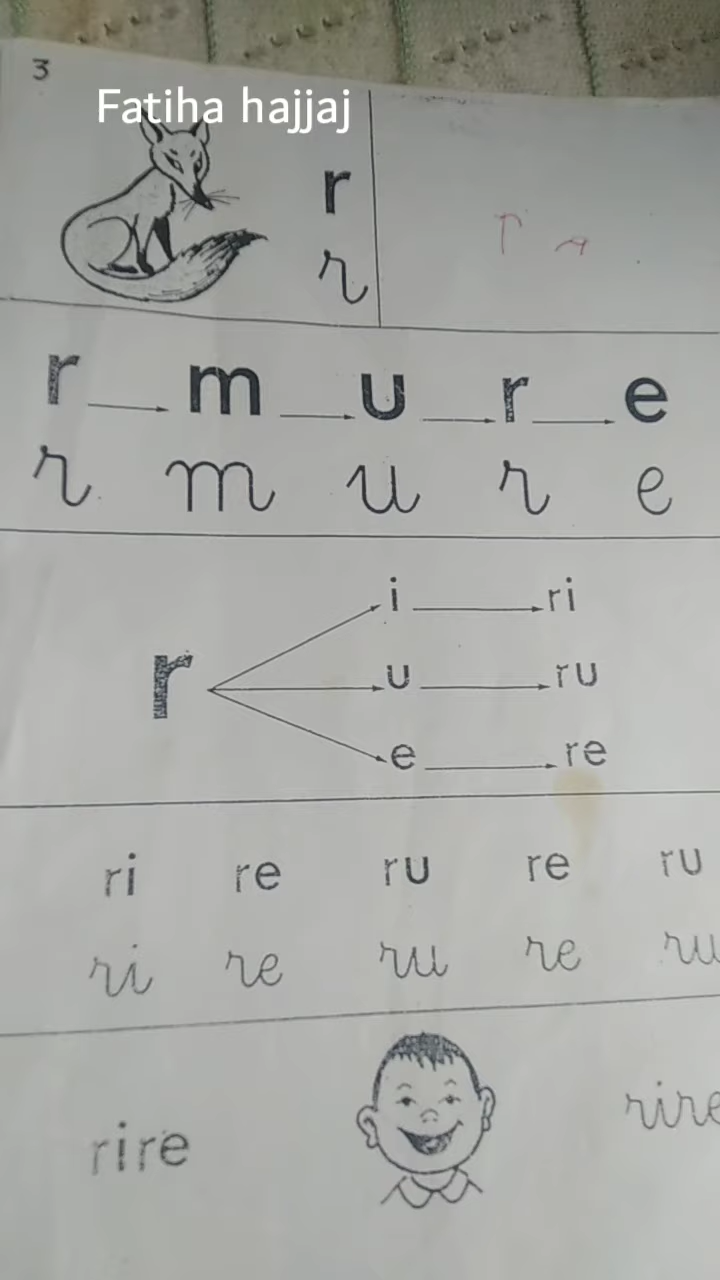 3
Fatiha hajjaj
r
r
r m u r e
r m u r e
i ri
r u ru
e re
ri re ru re ru
ri re ru re ru
rire rire